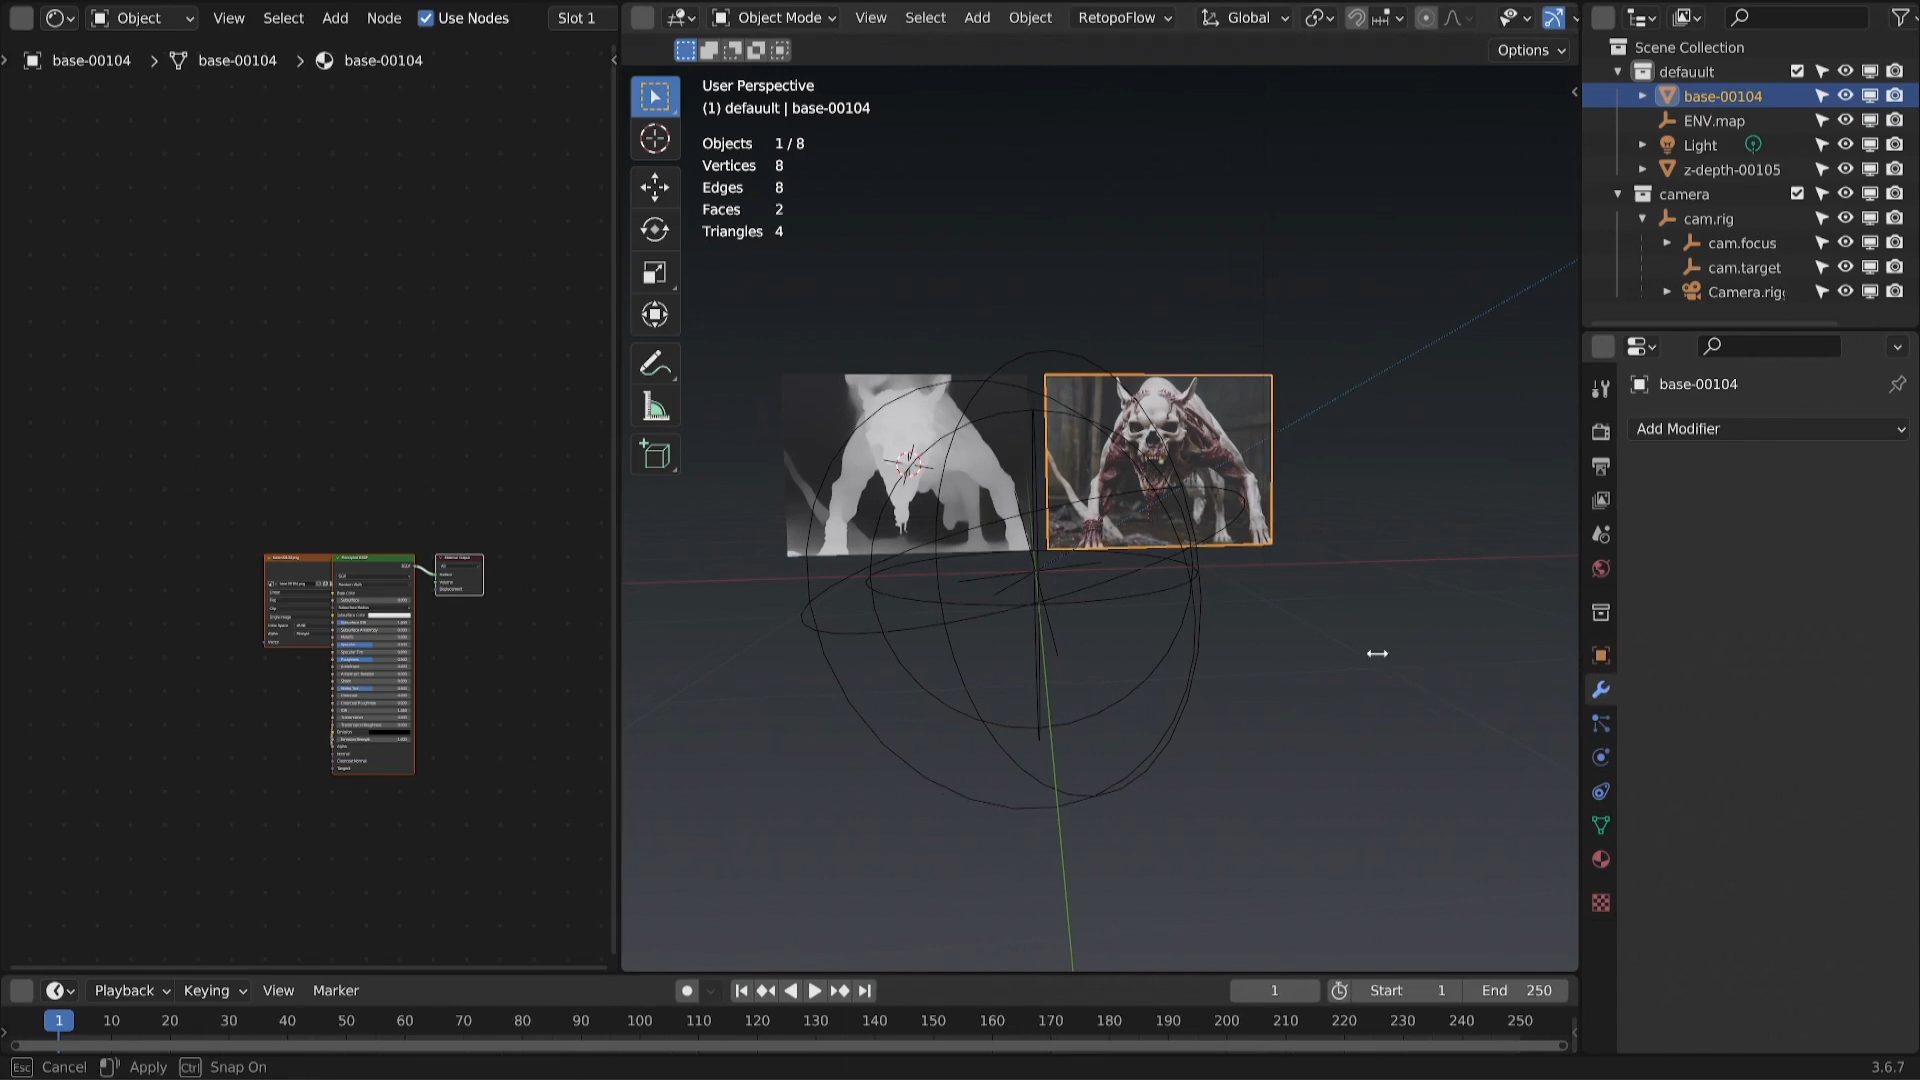 Object
View
Select
Add
Node
Use Nodes
Slot 1
Object Mode
View
Select
Add
Object
RetopoFlow
Global
Options
base-00104
base-00104
base-00104
User Perspective
(1) defauult | base-00104
Objects 1 / 8
Vertices 8
Edges 8
Faces 2
Triangles 4
Scene Collection
defauult
base-00104
ENV.map
Light
z-depth-00105
camera
cam.rig
cam.focus
cam.target
Camera.rig
base-00104
Add Modifier
Playback
Keying
View
Marker
1
Start 1
End 250
1 10 20 30 40 50 60 70 80 90 100 110 120 130 140 150 160 170 180 190 200 210 220 230 240 250
Esc Cancel
Apply
Ctrl Snap On
3.6.7